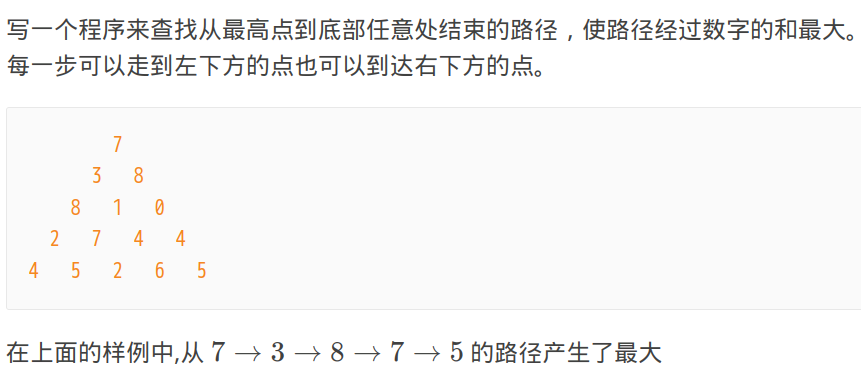 写一个程序来查找从最高点到底部任意处结束的路径，使路径经过数字的和最大。
每一步可以走到左下方的点也可以到达右下方的点。
7
3 8
8 1 0
2 7 4 4
4 5 2 6 5
在上面的样例中,从 7 → 3 → 8 → 7 → 5 的路径产生了最大